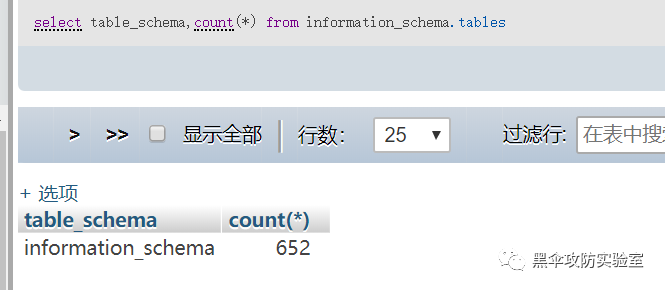 select table_schema,count(*) from information_schema.tables
> >> 显示全部 行数： 25 过滤行: 在表中搜索
+ 选项
table_schema count(*)
information_schema 652
黑伞攻防实验室